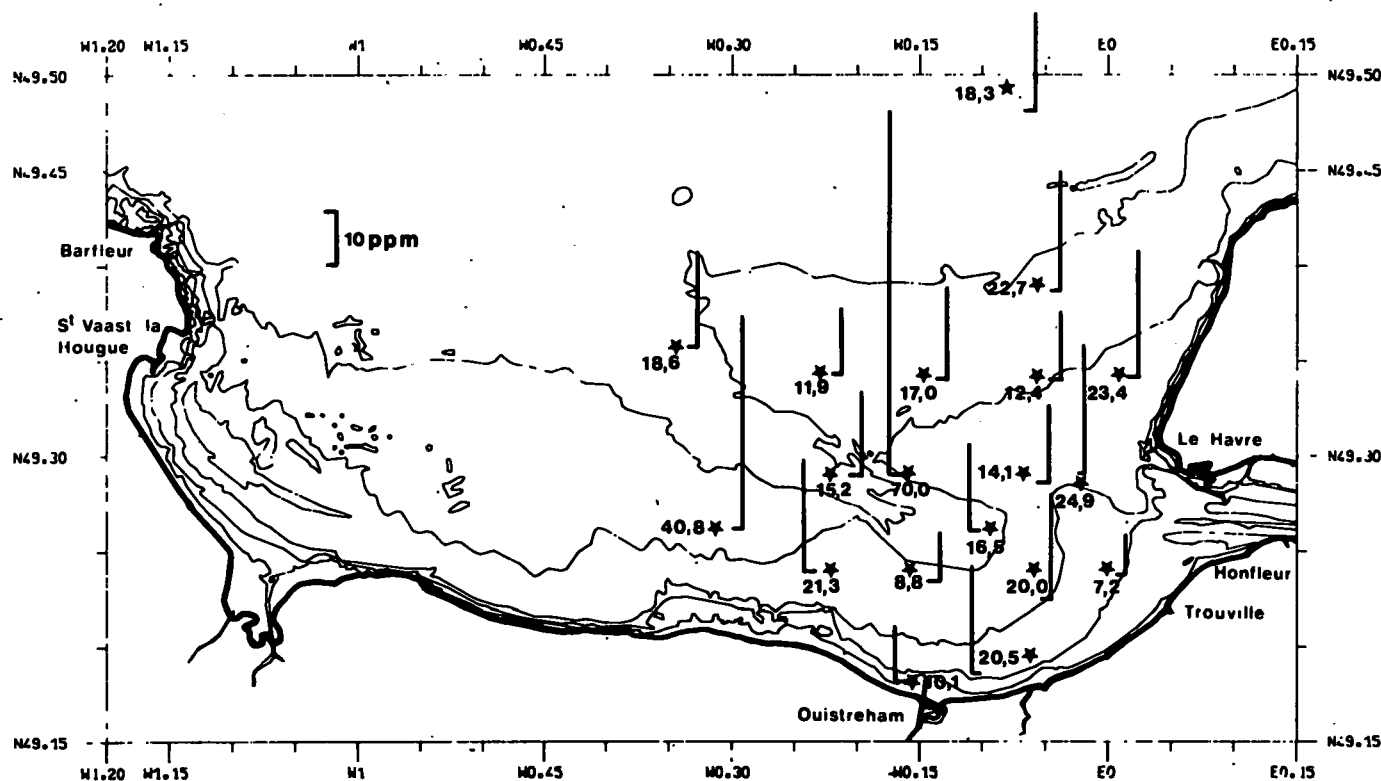 W1.20 W1.15 W1 W0.45 W0.30 W0.15 E0 E0.15
N49.50 N49.50
18,3
N49.45 N49.45
Barfleur
10ppm
22,7
St Vaast la
Hougue
18,6
11,9 17,0 12,4 23,4
Le Havre
N49.30 N49.30
15,2 70,0 14,1
24,9
40,8 16,5
21,3 8,8 20,0 7,2
Honfleur
Trouville
20,5
10,1
Ouistreham
N49.15 N49.15
W1.20 W1.15 W1 W0.45 W0.30 W0.15 E0 E0.15